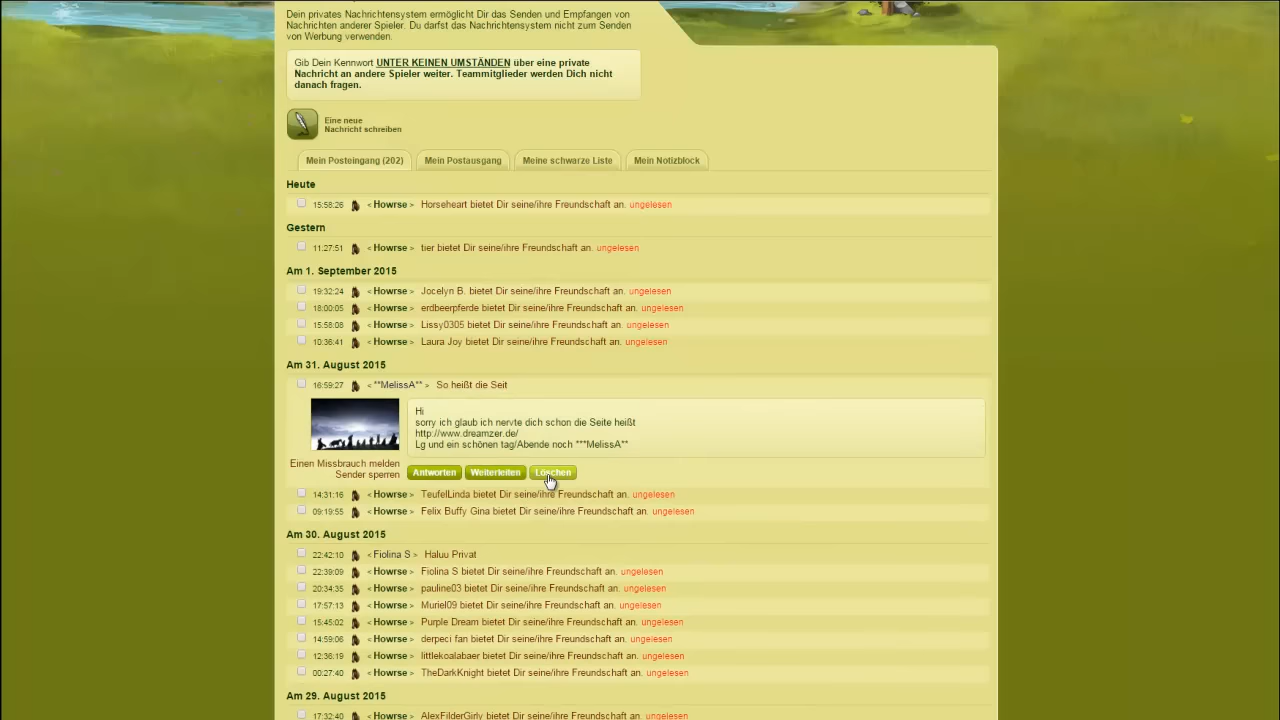 Dein privates Nachrichtensystem ermöglicht Dir das Senden und Empfangen von
Nachrichten anderer Spieler. Du darfst das Nachrichtensystem nicht zum Senden
von Werbung verwenden.
Gib Dein Kennwort UNTER KEINEN UMSTÄNDEN über eine private
Nachricht an andere Spieler weiter. Teammitglieder werden Dich nicht
danach fragen.
Eine neue
Nachricht schreiben
Mein Posteingang (202) Mein Postausgang Meine schwarze Liste Mein Notizblock
Heute
15:58:26 < Howrse > Horseheart bietet Dir seine/ihre Freundschaft an. ungelesen
Gestern
11:27:51 < Howrse > tier bietet Dir seine/ihre Freundschaft an. ungelesen
Am 1. September 2015
19:32:24 < Howrse > Jocelyn B. bietet Dir seine/ihre Freundschaft an. ungelesen
18:00:05 < Howrse > erdbeerpferde bietet Dir seine/ihre Freundschaft an. ungelesen
15:58:08 < Howrse > Lissy0305 bietet Dir seine/ihre Freundschaft an. ungelesen
10:36:41 < Howrse > Laura Joy bietet Dir seine/ihre Freundschaft an. ungelesen
Am 31. August 2015
16:59:27 < **MelissA** > So heißt die Seit
Hi
sorry ich glaub ich nervte dich schon die Seite heißt
http://www.dreamzer.de/
Lg und ein schönen tag/Abende noch ***MelissA**
Einen Missbrauch melden
Sender sperren
Antworten Weiterleiten Löschen
14:31:16 < Howrse > TeufelLinda bietet Dir seine/ihre Freundschaft an. ungelesen
09:19:55 < Howrse > Felix Buffy Gina bietet Dir seine/ihre Freundschaft an. ungelesen
Am 30. August 2015
22:42:10 < Fiolina S > Haluu Privat
22:39:09 < Howrse > Fiolina S bietet Dir seine/ihre Freundschaft an. ungelesen
20:34:35 < Howrse > pauline03 bietet Dir seine/ihre Freundschaft an. ungelesen
17:57:13 < Howrse > Muriel09 bietet Dir seine/ihre Freundschaft an. ungelesen
15:45:02 < Howrse > Purple Dream bietet Dir seine/ihre Freundschaft an. ungelesen
14:59:06 < Howrse > derpeci fan bietet Dir seine/ihre Freundschaft an. ungelesen
12:36:19 < Howrse > littlekoalabaer bietet Dir seine/ihre Freundschaft an. ungelesen
00:27:40 < Howrse > TheDarkKnight bietet Dir seine/ihre Freundschaft an. ungelesen
Am 29. August 2015
17:32:40 < Howrse > AlexFilderGirly bietet Dir seine/ihre Freundschaft an. ungelesen